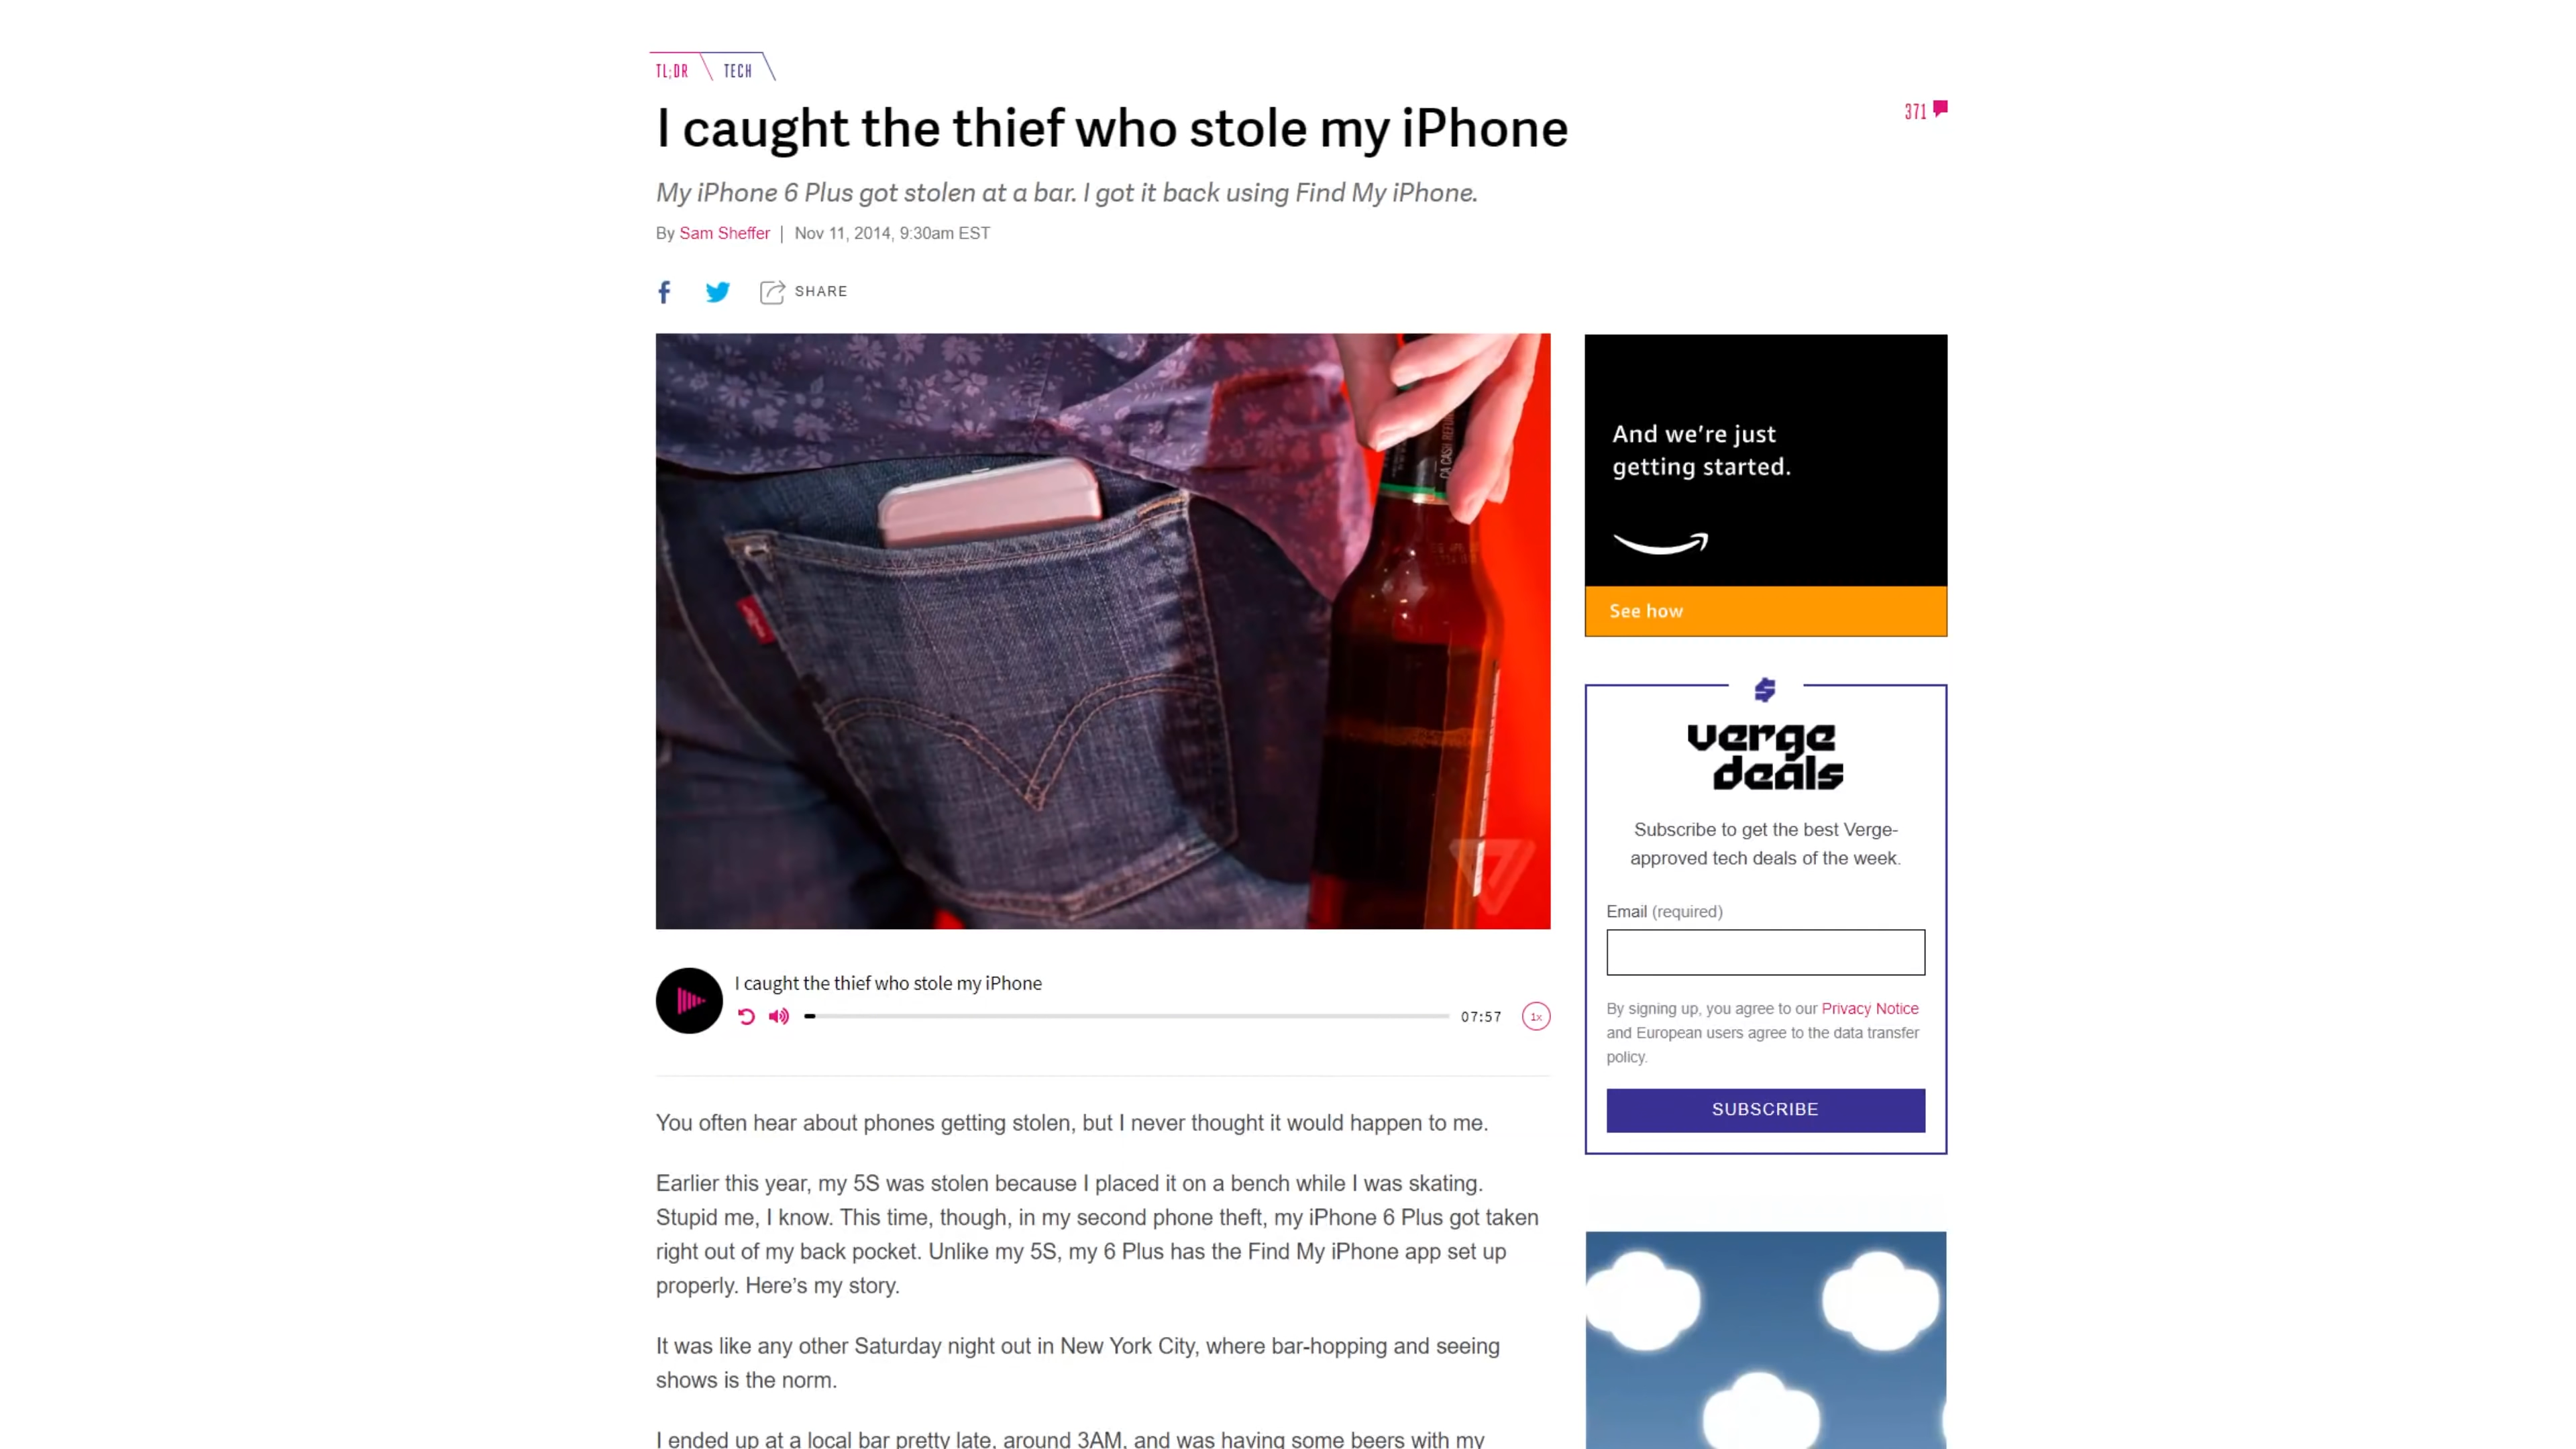 TL;DR TECH
I caught the thief who stole my iPhone
371
My iPhone 6 Plus got stolen at a bar. I got it back using Find My iPhone.
By Sam Sheffer | Nov 11, 2014, 9:30am EST
SHARE
CA CASH REFU
I caught the thief who stole my iPhone
07:57 1x
You often hear about phones getting stolen, but I never thought it would happen to me.
Earlier this year, my 5S was stolen because I placed it on a bench while I was skating.
Stupid me, I know. This time, though, in my second phone theft, my iPhone 6 Plus got taken
right out of my back pocket. Unlike my 5S, my 6 Plus has the Find My iPhone app set up
properly. Here’s my story.
It was like any other Saturday night out in New York City, where bar-hopping and seeing
shows is the norm.
I ended up at a local bar pretty late, around 3AM, and was having some beers with my
And we’re just
getting started.
See how
verge
deals
Subscribe to get the best Verge-
approved tech deals of the week.
Email (required)
By signing up, you agree to our Privacy Notice
and European users agree to the data transfer
policy.
SUBSCRIBE